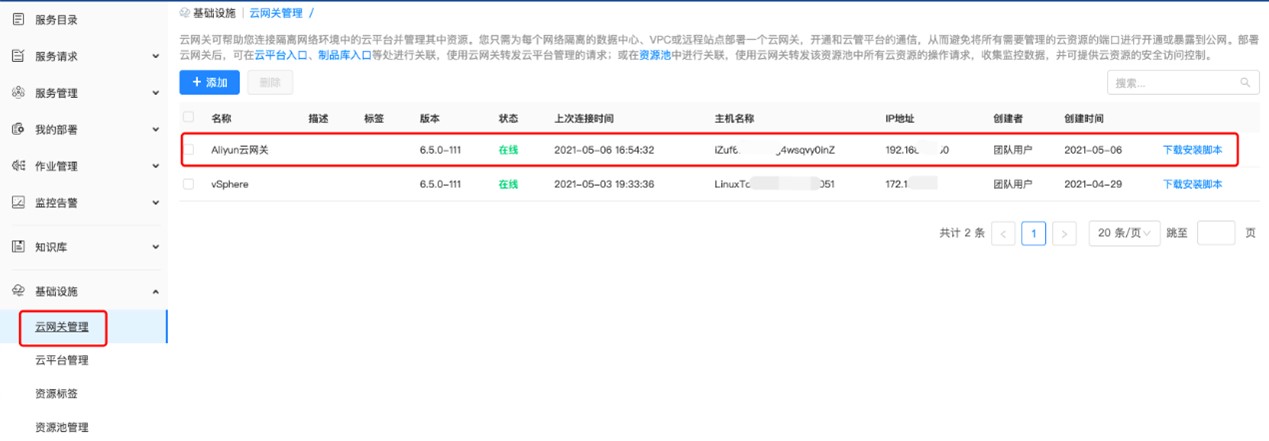 服务目录
服务请求
服务管理
我的部署
作业管理
监控告警
知识库
基础设施
云网关管理
云平台管理
资源标签
资源池管理
基础设施 云网关管理 /
云网关可帮助您连接隔离网络环境中的云平台并管理其中资源。您只需为每个网络隔离的数据中心、VPC或远程站点部署一个云网关，开通和云管平台的通信，从而避免将所有需要管理的云资源的端口进行开通或暴露到公网。部署
云网关后，可在云平台入口、制品库入口等处进行关联，使用云网关转发云平台管理的请求；或在资源池中进行关联，使用云网关转发该资源池中所有云资源的操作请求，收集监控数据，并可提供云资源的安全访问控制。
+ 添加 删除 搜索...
名称 描述 标签 版本 状态 上次连接时间 主机名称 IP地址 创建者 创建时间
Aliyun云网关 6.5.0-111 在线 2021-05-06 16:54:32 iZuf6 4wsqvy0inZ 192.16 0 团队用户 2021-05-06 下载安装脚本
vSphere 6.5.0-111 在线 2021-05-03 19:33:36 LinuxTo 051 172.1 团队用户 2021-04-29 下载安装脚本
共计 2 条 < 1 > 20 条/页 跳至 页